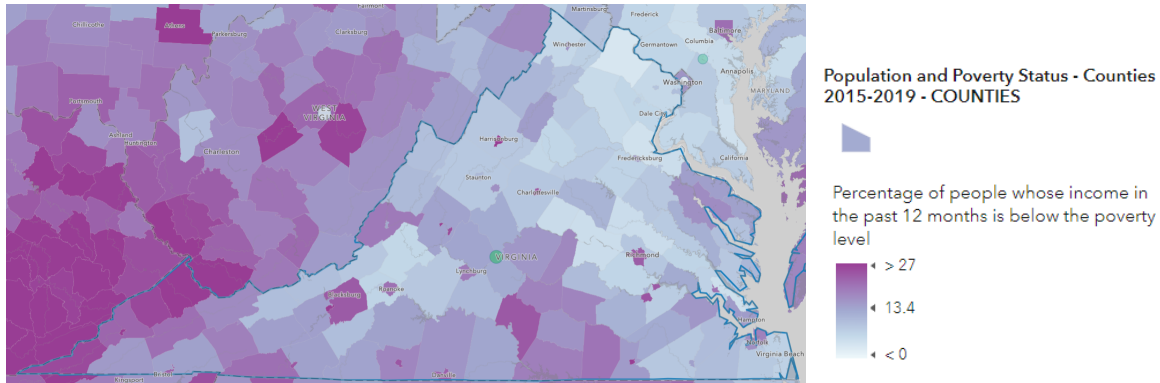 Chillicothe
Athens
Parkersburg
Fairmont
Clarksburg
Martinsburg
Frederick
Winchester
Germantown
Columbia
Baltimore
Washington
Annapolis
MARYLAND
Portsmouth
WEST
VIRGINIA
Dale City
Ashland
Huntington
Charleston
Harrisonburg
Fredericksburg
California
Staunton
Charlottesville
VIRGINIA
Richmond
Lynchburg
Blacksburg
Roanoke
Hampton
Norfolk
Virginia Beach
Kingsport
Bristol
Danville
Population and Poverty Status - Counties
2015-2019 - COUNTIES
Percentage of people whose income in
the past 12 months is below the poverty
level
> 27
13.4
< 0